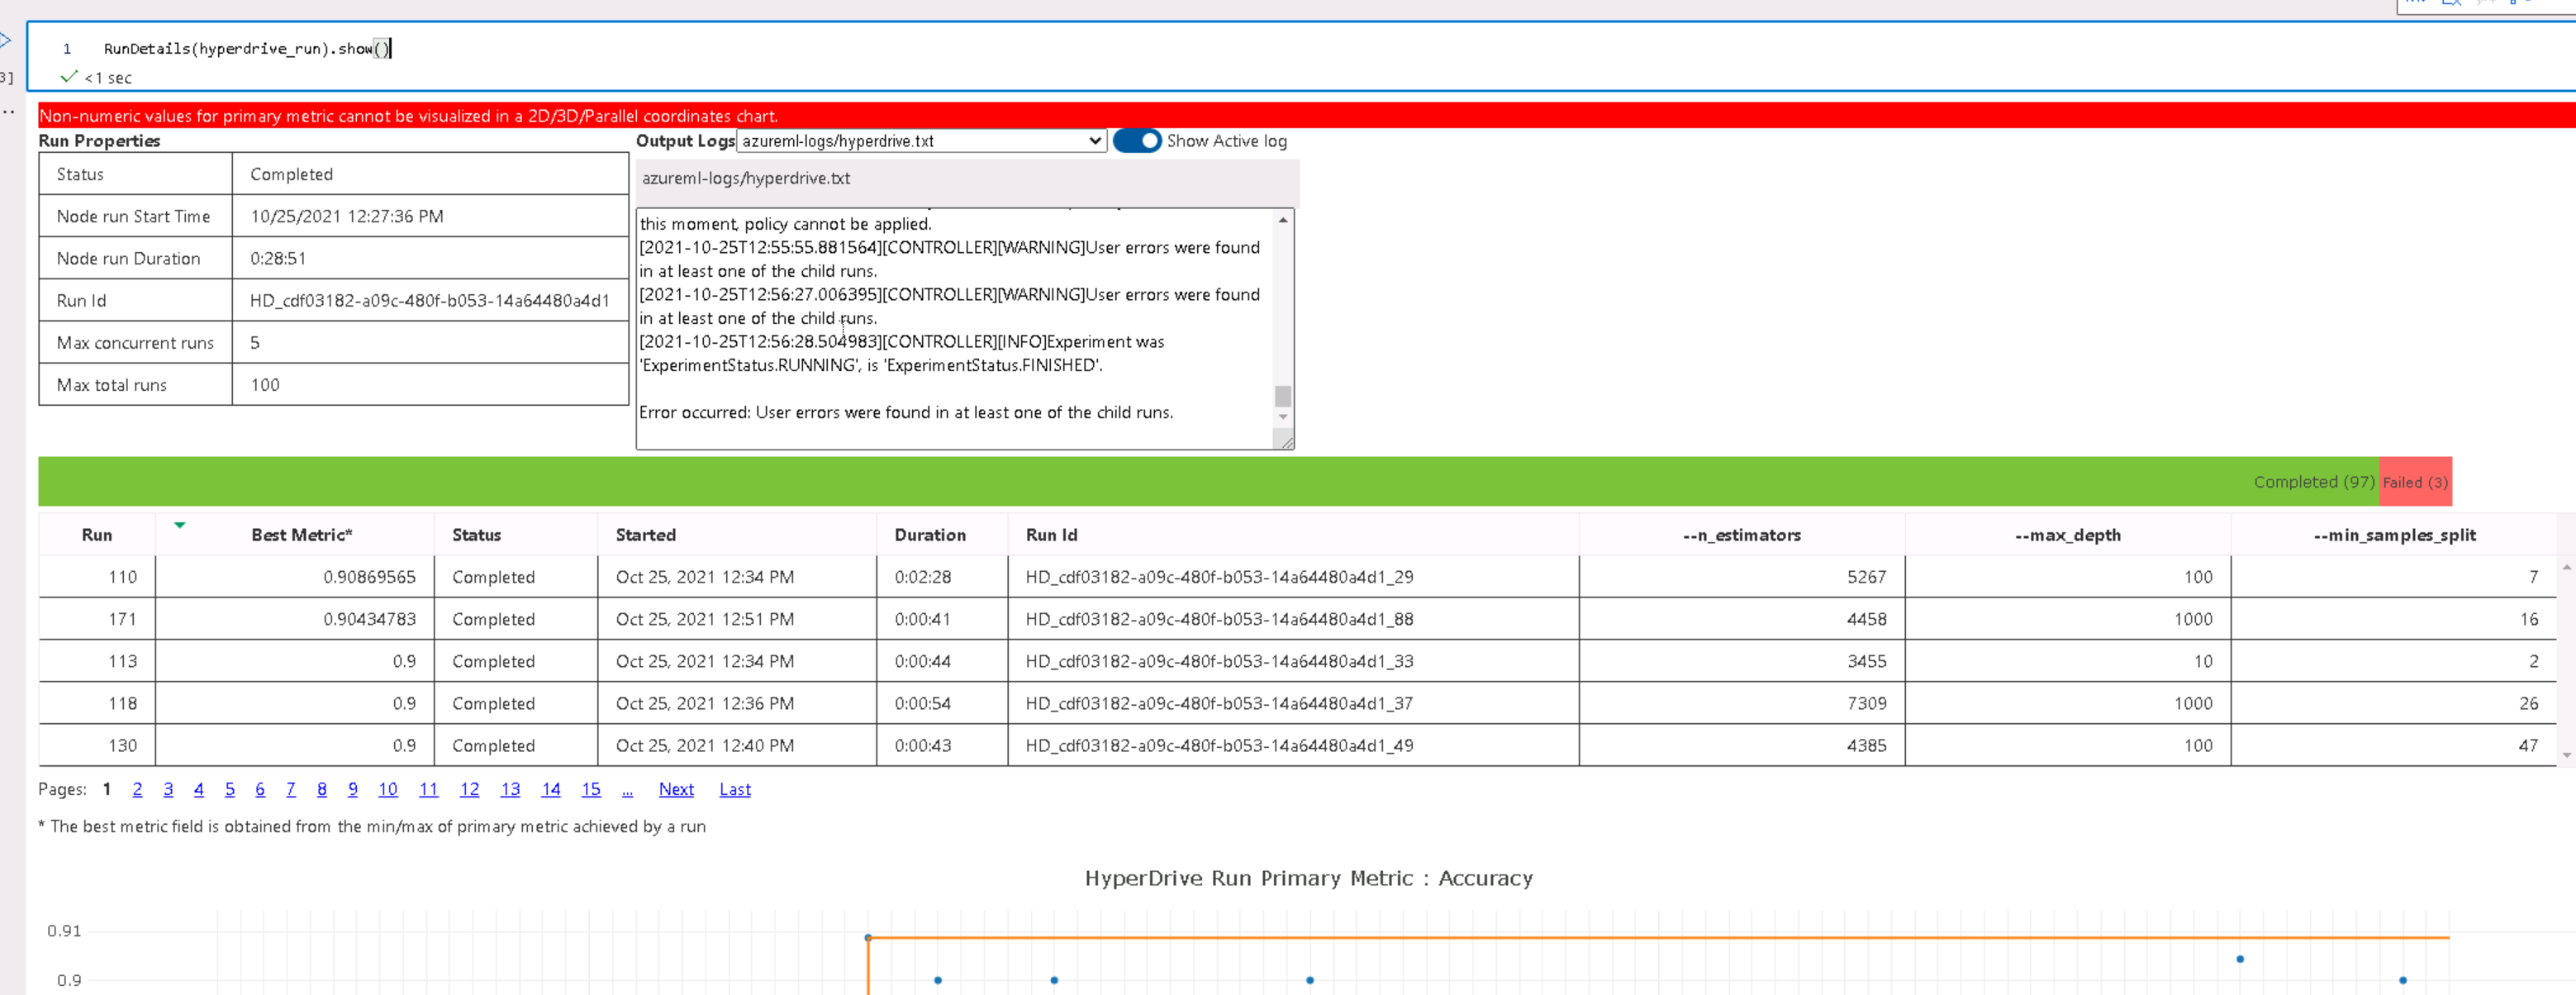 1 RunDetails(hyperdrive_run).show()
3]
<1 sec
Non-numeric values for primary metric cannot be visualized in a 2D/3D/Parallel coordinates chart.
Run Properties
Status Completed
Node run Start Time 10/25/2021 12:27:36 PM
Node run Duration 0:28:51
Run Id HD_cdf03182-a09c-480f-b053-14a64480a4d1
Max concurrent runs 5
Max total runs 100
Output Logs azureml-logs/hyperdrive.txt Show Active log
azureml-logs/hyperdrive.txt
this moment, policy cannot be applied.
[2021-10-25T12:55:55.881564][CONTROLLER][WARNING]User errors were found
in at least one of the child runs.
[2021-10-25T12:56:27.006395][CONTROLLER][WARNING]User errors were found
in at least one of the child runs.
[2021-10-25T12:56:28.504983][CONTROLLER][INFO]Experiment was
'ExperimentStatus.RUNNING', is 'ExperimentStatus.FINISHED'.
Error occurred: User errors were found in at least one of the child runs.
Completed (97) Failed (3)
Run Best Metric* Status Started Duration Run Id --n_estimators --max_depth --min_samples_split
110 0.90869565 Completed Oct 25, 2021 12:34 PM 0:02:28 HD_cdf03182-a09c-480f-b053-14a64480a4d1_29 5267 100 7
171 0.90434783 Completed Oct 25, 2021 12:51 PM 0:00:41 HD_cdf03182-a09c-480f-b053-14a64480a4d1_88 4458 1000 16
113 0.9 Completed Oct 25, 2021 12:34 PM 0:00:44 HD_cdf03182-a09c-480f-b053-14a64480a4d1_33 3455 10 2
118 0.9 Completed Oct 25, 2021 12:36 PM 0:00:54 HD_cdf03182-a09c-480f-b053-14a64480a4d1_37 7309 1000 26
130 0.9 Completed Oct 25, 2021 12:40 PM 0:00:43 HD_cdf03182-a09c-480f-b053-14a64480a4d1_49 4385 100 47
Pages: 1 2 3 4 5 6 7 8 9 10 11 12 13 14 15 ... Next Last
* The best metric field is obtained from the min/max of primary metric achieved by a run
HyperDrive Run Primary Metric : Accuracy
0.91
0.9